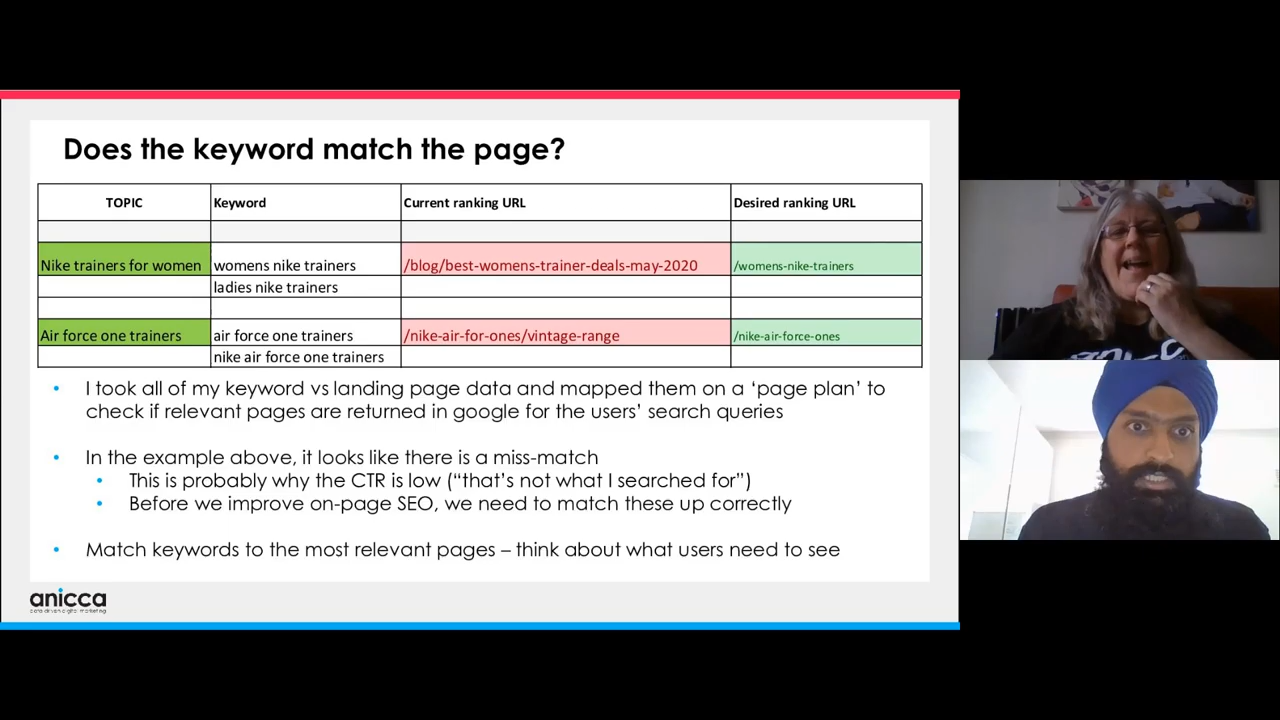 Does the keyword match the page?
TOPIC Keyword Current ranking URL Desired ranking URL
Nike trainers for women womens nike trainers /blog/best-womens-trainer-deals-may-2020 /womens-nike-trainers
ladies nike trainers
Air force one trainers air force one trainers /nike-air-for-ones/vintage-range /nike-air-force-ones
nike air force one trainers
• I took all of my keyword vs landing page data and mapped them on a ‘page plan’ to
check if relevant pages are returned in google for the users’ search queries
• In the example above, it looks like there is a miss-match
• This is probably why the CTR is low (“that’s not what I searched for”)
• Before we improve on-page SEO, we need to match these up correctly
• Match keywords to the most relevant pages – think about what users need to see
anicca
data driven digital marketing